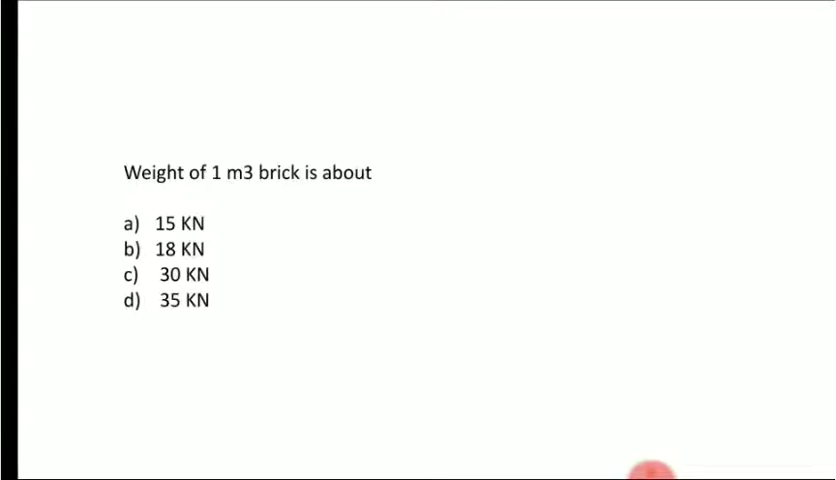 Weight of 1 m3 brick is about
a) 15 KN
b) 18 KN
c) 30 KN
d) 35 KN